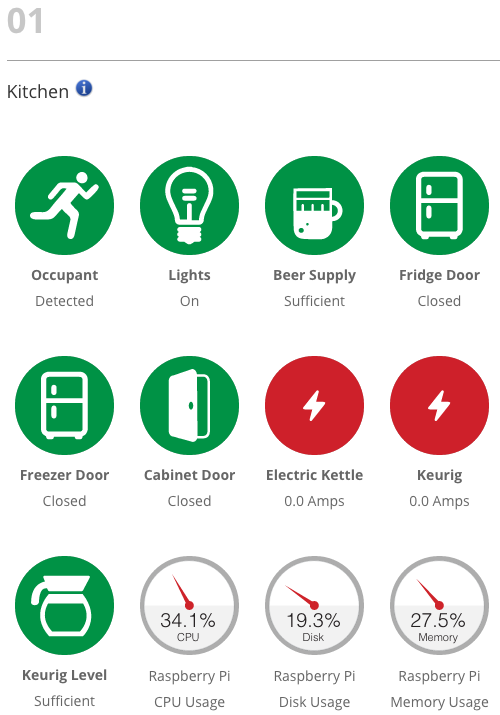 01
Kitchen i
Occupant
Detected
Lights
On
Beer Supply
Sufficient
Fridge Door
Closed
Freezer Door
Closed
Cabinet Door
Closed
Electric Kettle
0.0 Amps
Keurig
0.0 Amps
Keurig Level
Sufficient
34.1%
CPU
Raspberry Pi
CPU Usage
19.3%
Disk
Raspberry Pi
Disk Usage
27.5%
Memory
Raspberry Pi
Memory Usage